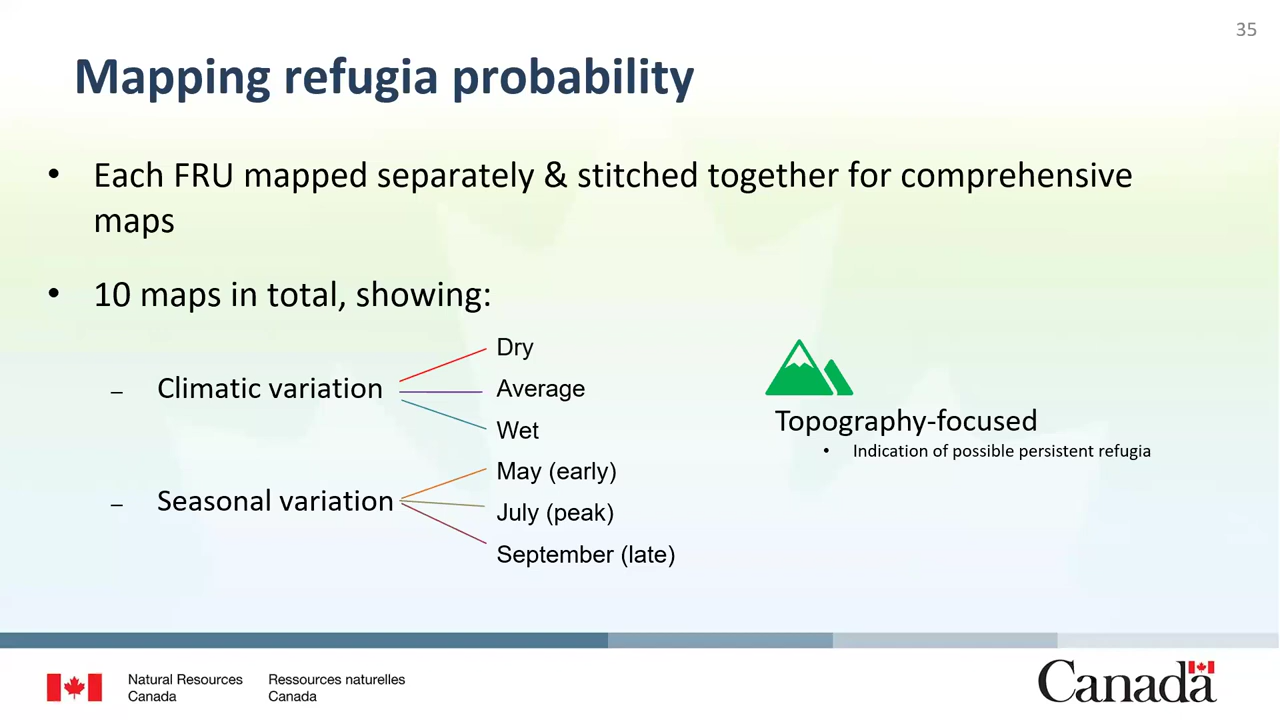 35
Mapping refugia probability
• Each FRU mapped separately & stitched together for comprehensive
maps
• 10 maps in total, showing:
– Climatic variation
Dry
Average
Wet
– Seasonal variation
May (early)
July (peak)
September (late)
Topography-focused
• Indication of possible persistent refugia
Natural Resources
Canada
Ressources naturelles
Canada
Canada